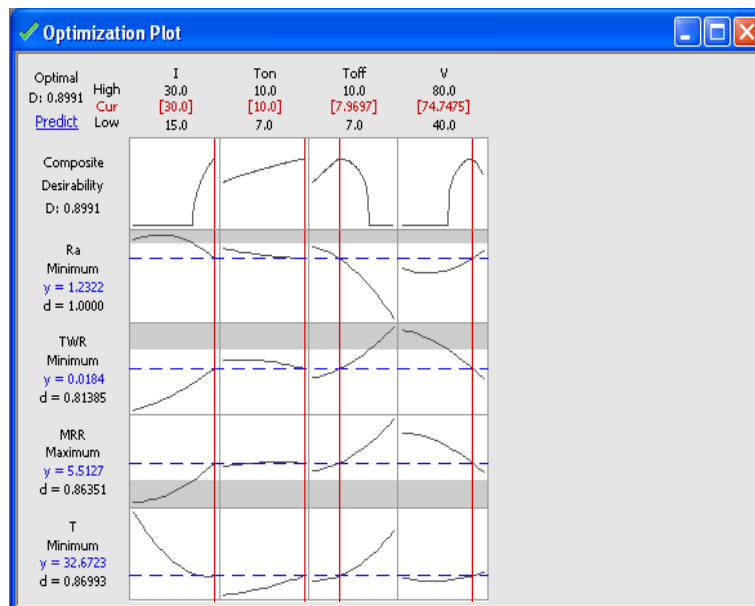 Optimization Plot
Optimal
D: 0.8991
Predict
High
Cur
Low
I
30.0
[30.0]
15.0
Ton
10.0
[10.0]
7.0
Toff
10.0
[7.9697]
7.0
V
80.0
[74.7475]
40.0
Composite
Desirability
D: 0.8991
Ra
Minimum
y = 1.2322
d = 1.0000
TWR
Minimum
y = 0.0184
d = 0.81385
MRR
Maximum
y = 5.5127
d = 0.86351
T
Minimum
y = 32.6723
d = 0.86993